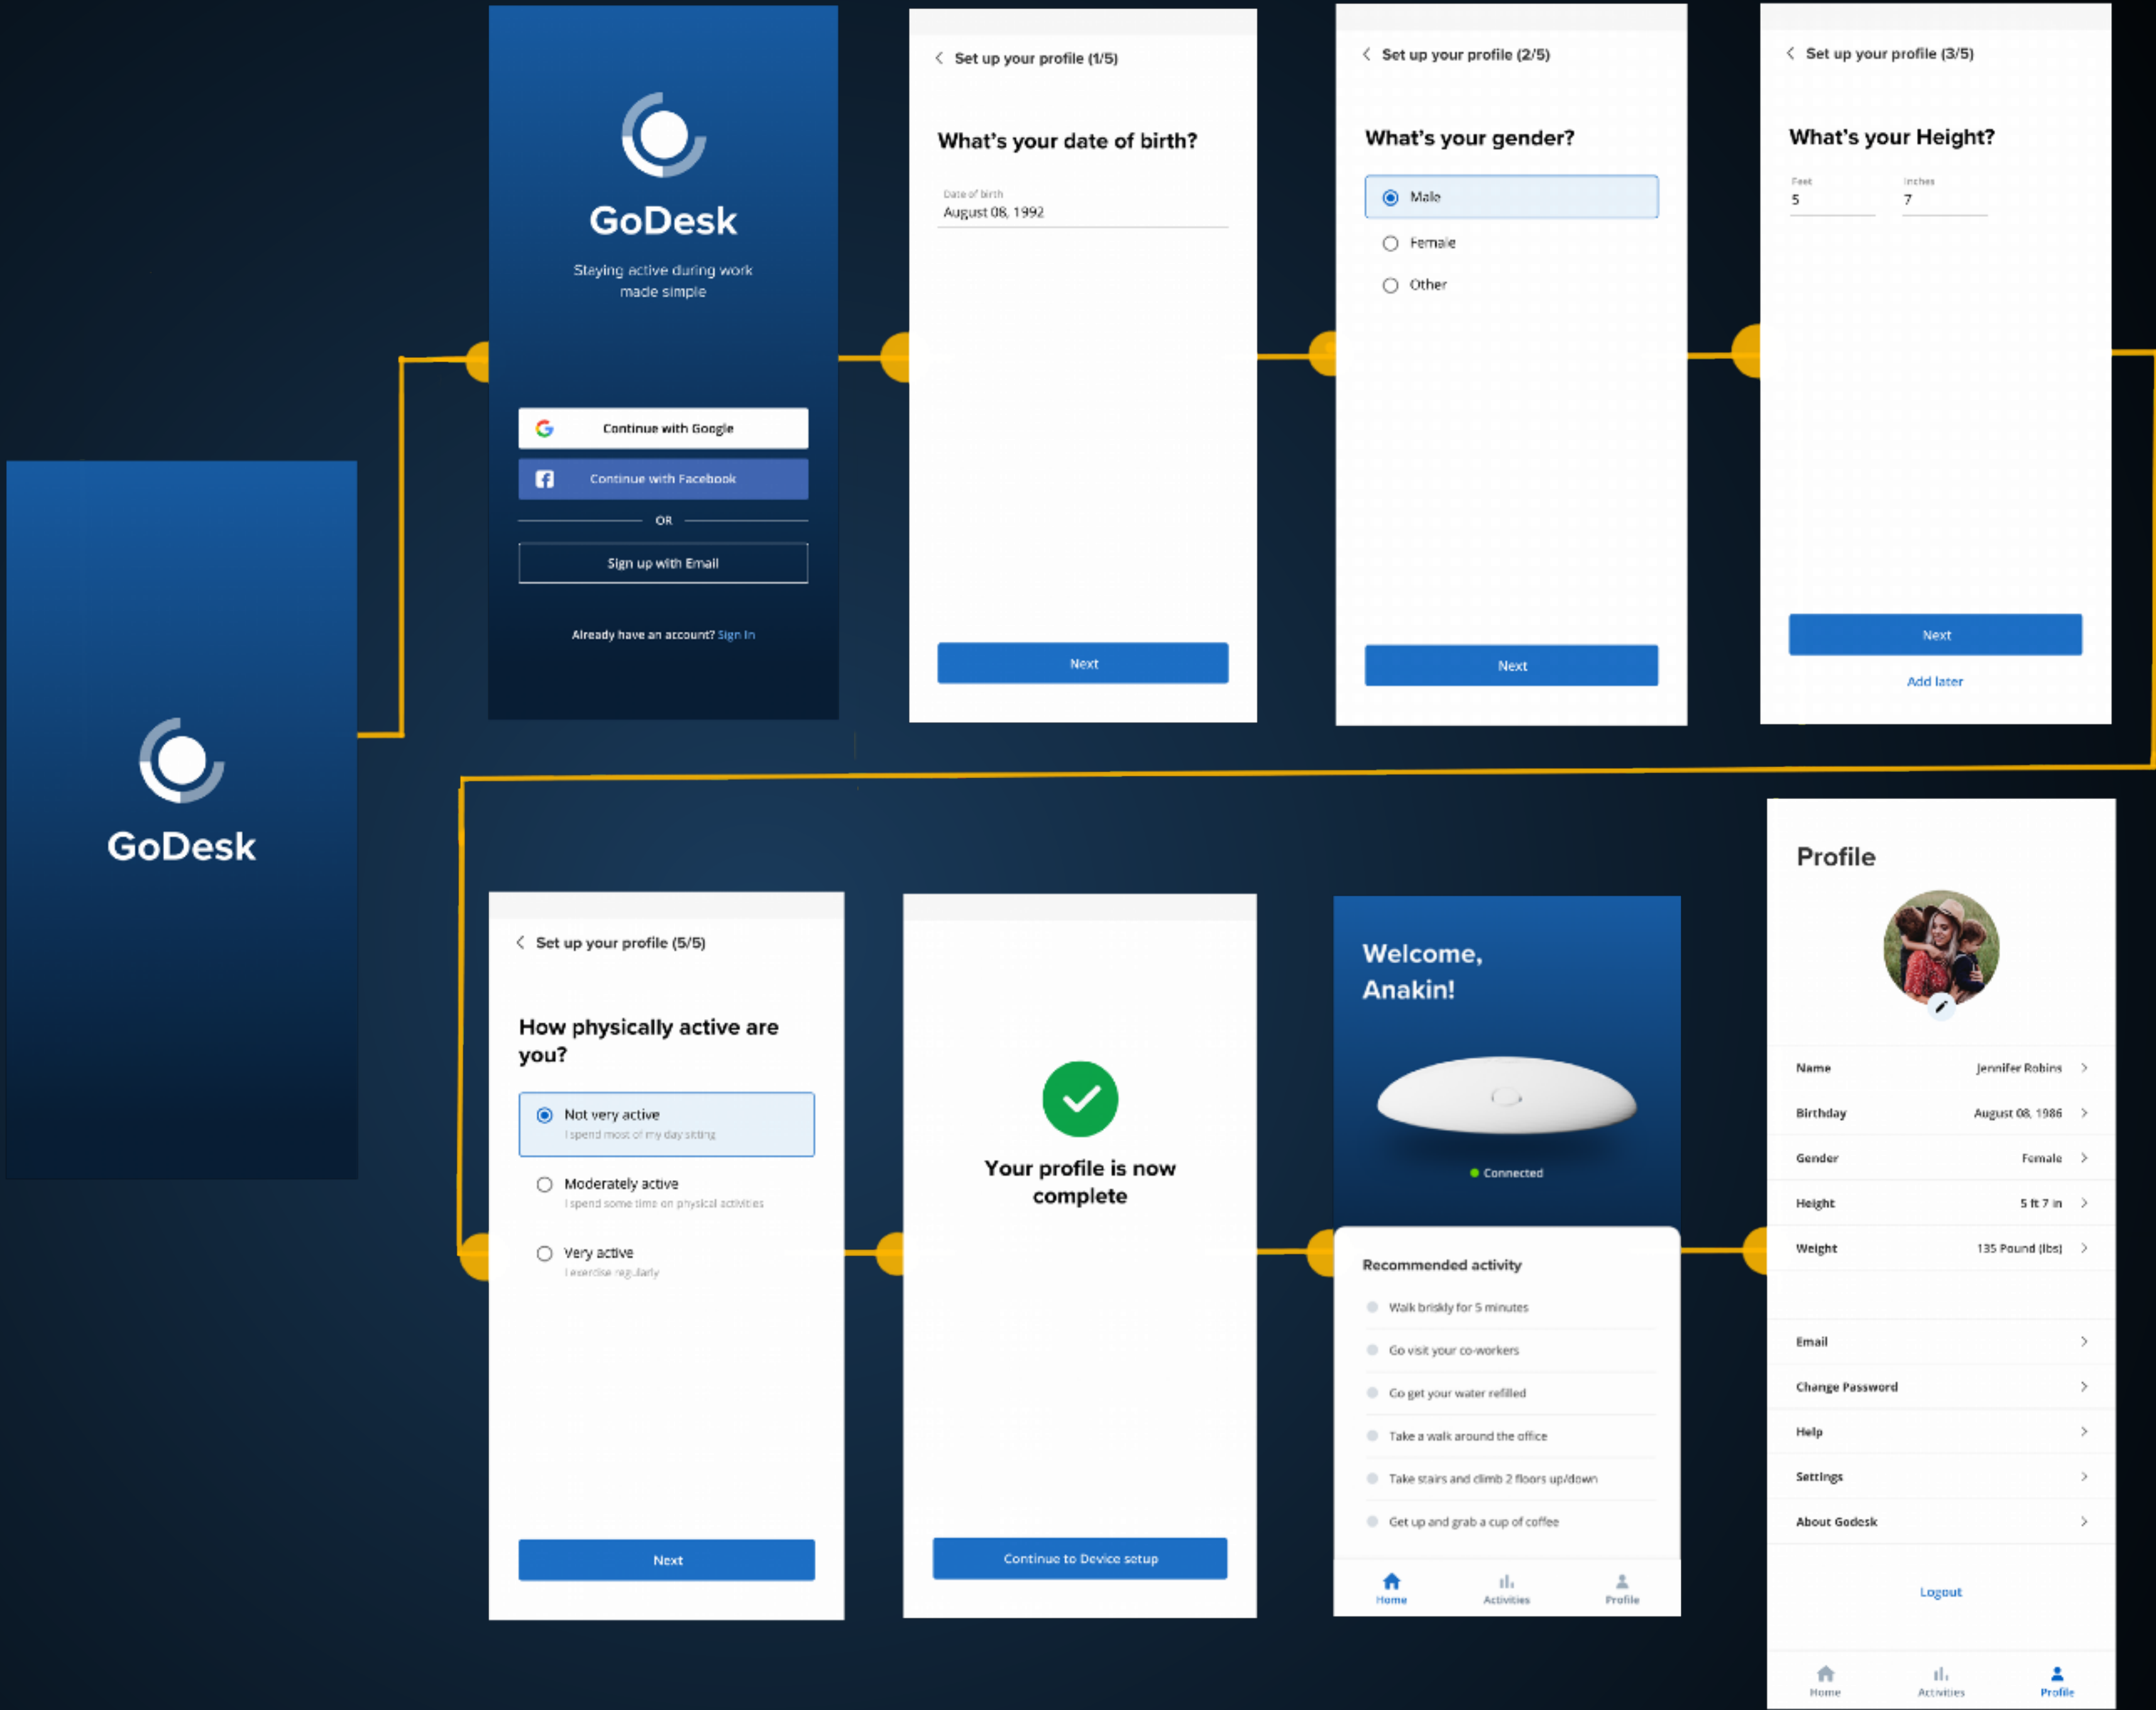 GoDesk
GoDesk
Staying active during work
made simple
Continue with Google
Continue with Facebook
OR
Sign up with Email
Already have an account? Sign In
Set up your profile (1/5)
What's your date of birth?
Date of birth
August 08, 1992
Next
Set up your profile (2/5)
What's your gender?
Male
Female
Other
Next
Set up your profile (3/5)
What's your Height?
Feet Inches
5 7
Next
Add later
Set up your profile (5/5)
How physically active are
you?
Not very active
I spend most of my day sitting
Moderately active
I spend some time on physical activities
Very active
I exercise regularly
Next
Your profile is now
complete
Continue to Device setup
Welcome,
Anakin!
Connected
Recommended activity
Walk briskly for 5 minutes
Go visit your co-workers
Go get your water refilled
Take a walk around the office
Take stairs and climb 2 floors up/down
Get up and grab a cup of coffee
Home Activities Profile
Profile
Name Jennifer Robins
Birthday August 08, 1986
Gender Female
Height 5 ft 7 in
Weight 135 Pound (lbs)
Email
Change Password
Help
Settings
About Godesk
Logout
Home Activities Profile